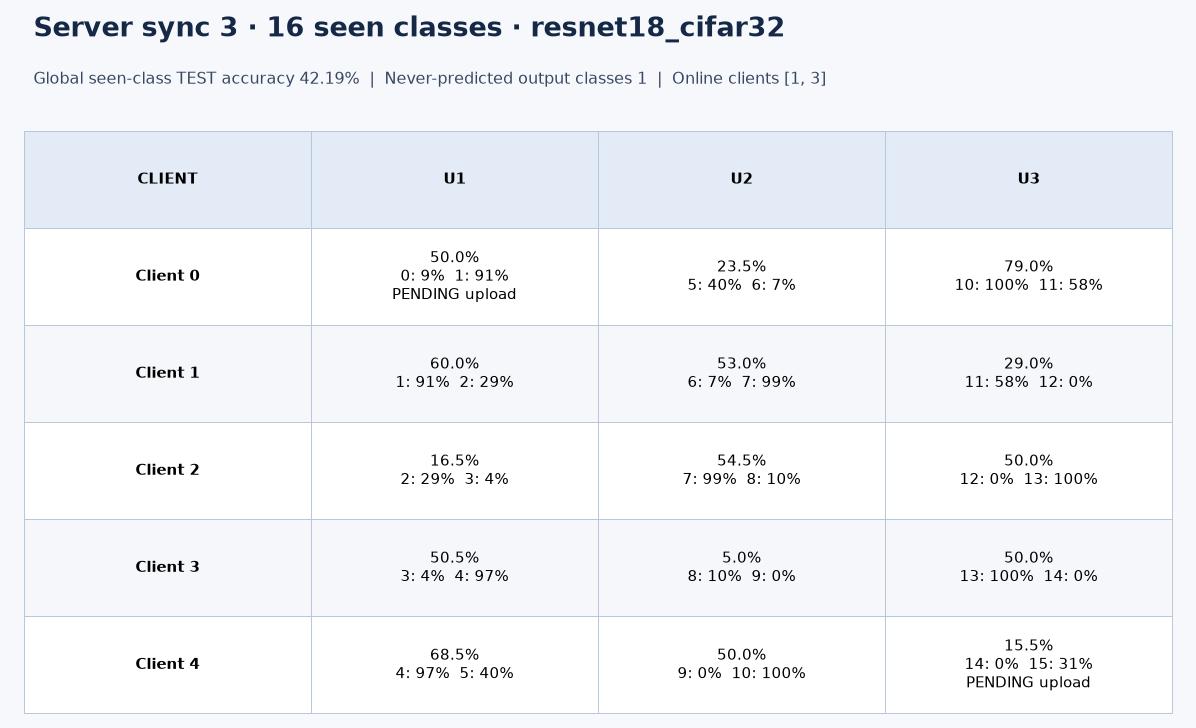 Server sync 3 · 16 seen classes · resnet18_cifar32
Global seen-class TEST accuracy 42.19%  |  Never-predicted output classes 1  |  Online clients [1, 3]
CLIENT
U1
U2
U3
Client 0
50.0%
0: 9%  1: 91%
PENDING upload
23.5%
5: 40%  6: 7%
79.0%
10: 100%  11: 58%
Client 1
60.0%
1: 91%  2: 29%
53.0%
6: 7%  7: 99%
29.0%
11: 58%  12: 0%
Client 2
16.5%
2: 29%  3: 4%
54.5%
7: 99%  8: 10%
50.0%
12: 0%  13: 100%
Client 3
50.5%
3: 4%  4: 97%
5.0%
8: 10%  9: 0%
50.0%
13: 100%  14: 0%
Client 4
68.5%
4: 97%  5: 40%
50.0%
9: 0%  10: 100%
15.5%
14: 0%  15: 31%
PENDING upload